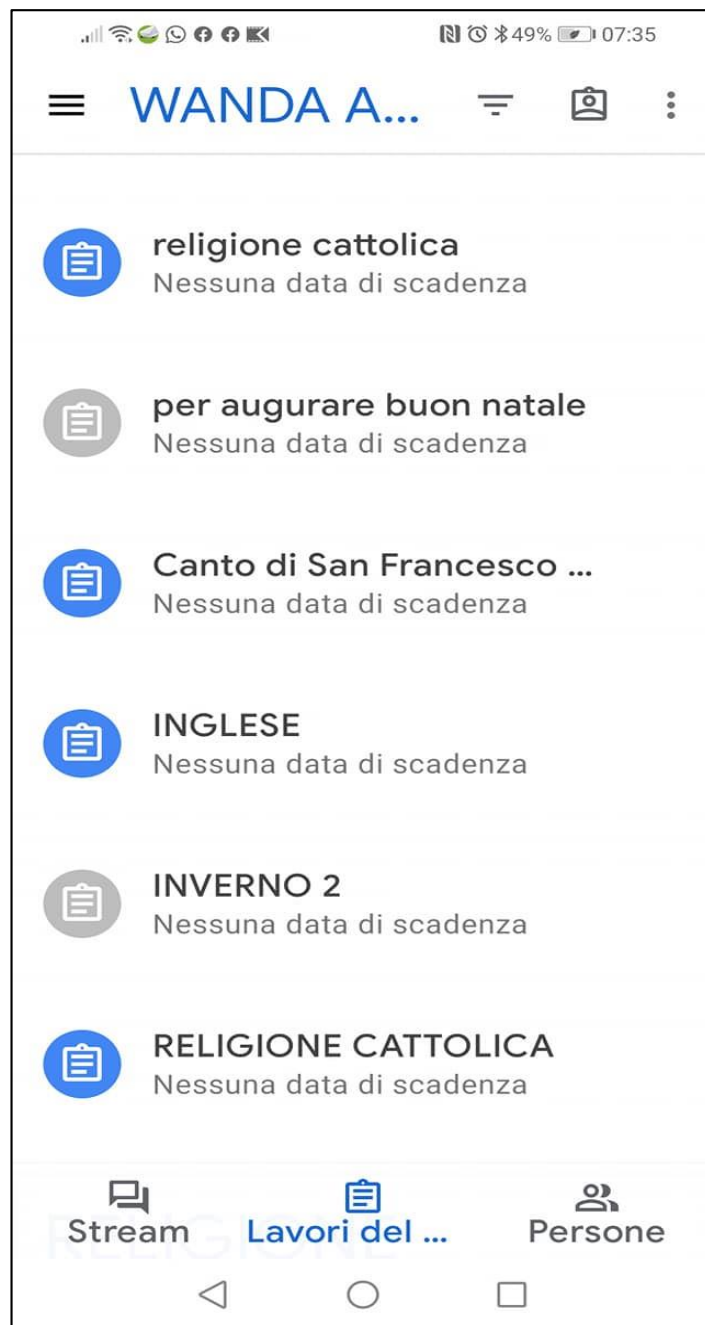 49% 07:35
WANDA A...
religione cattolica
Nessuna data di scadenza
per augurare buon natale
Nessuna data di scadenza
Canto di San Francesco ...
Nessuna data di scadenza
INGLESE
Nessuna data di scadenza
INVERNO 2
Nessuna data di scadenza
RELIGIONE CATTOLICA
Nessuna data di scadenza
RELIGIONE
Stream Lavori del ... Persone